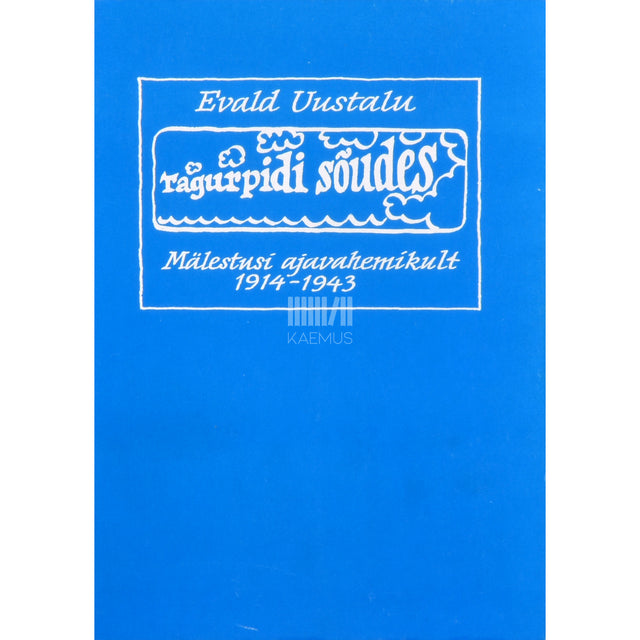 Evald Uustalu
Tagurpidi sõudes
Mälestusi ajavahemikult
1914-1943
KAEMUS